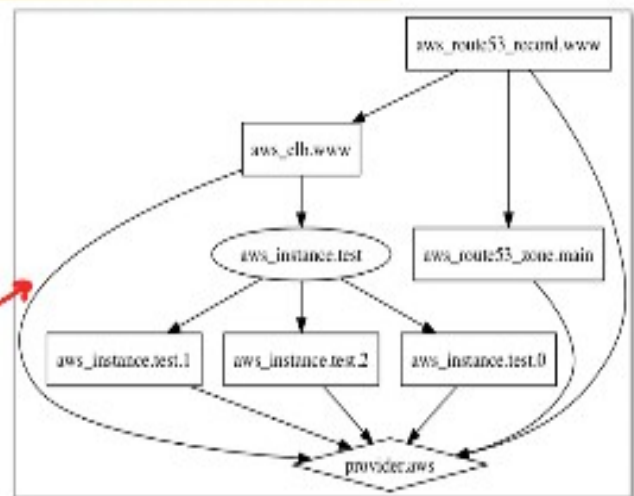 aws_route53_record.www
aws_elb.www
aws_instance.test
aws_route53_zone.main
aws_instance.test.1
aws_instance.test.2
aws_instance.test.0
provider.aws